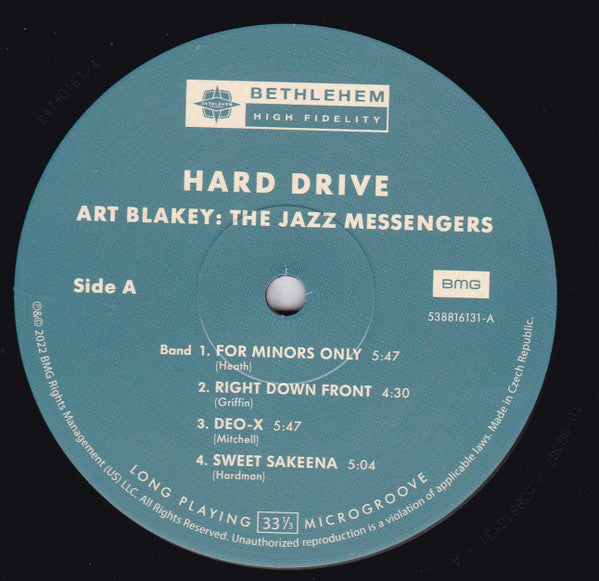 BETHLEHEM
BETHLEHEM
HIGH FIDELITY
HARD DRIVE
ART BLAKEY: THE JAZZ MESSENGERS
Side A
BMG
538816131-A
Band 1. FOR MINORS ONLY 5:47
(Heath)
2. RIGHT DOWN FRONT 4:30
(Griffin)
3. DEO-X 5:47
(Mitchell)
4. SWEET SAKEENA 5:04
(Hardman)
LONG PLAYING 33⅓ MICROGROOVE
℗&© 2022 BMG Rights Management (US) LLC. All Rights Reserved. Unauthorized reproduction is a violation of applicable laws. Made in Czech Republic.
247401E1/A